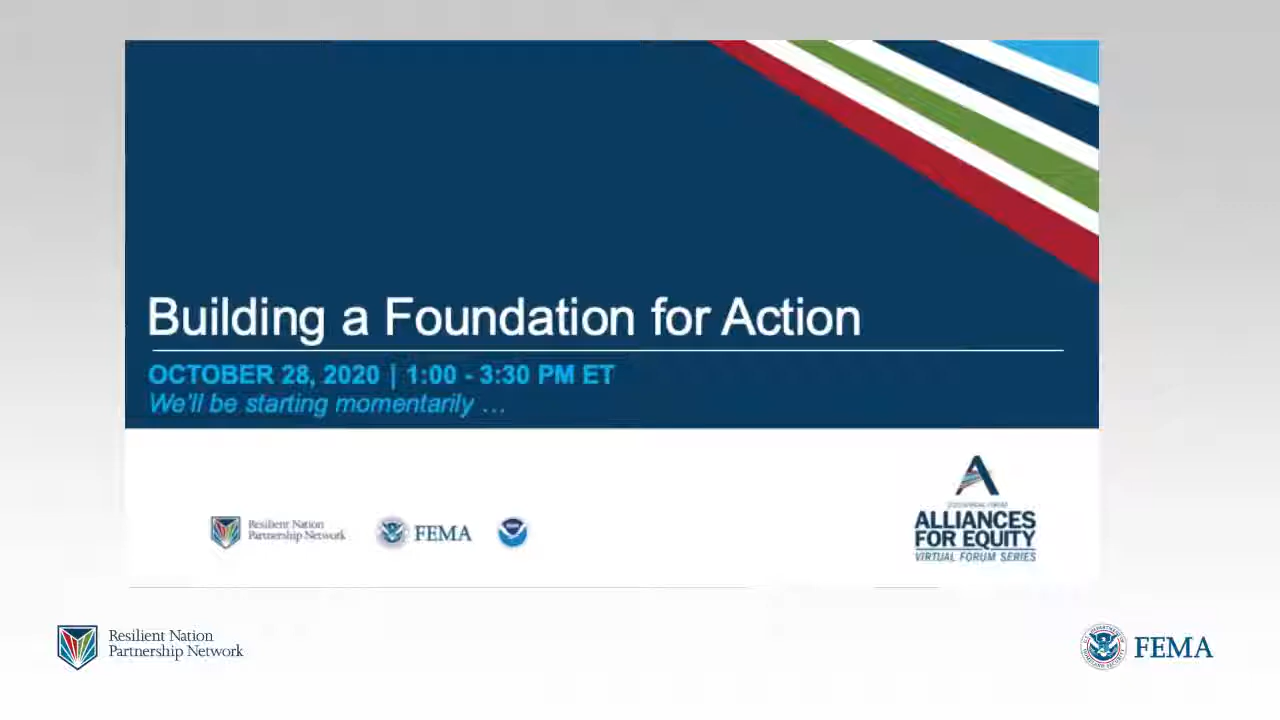 Building a Foundation for Action
OCTOBER 28, 2020 | 1:00 - 3:30 PM ET
We'll be starting momentarily …
Resilient Nation
Partnership Network
FEMA
ALLIANCES
FOR EQUITY
VIRTUAL FORUM SERIES
Resilient Nation
Partnership Network
FEMA